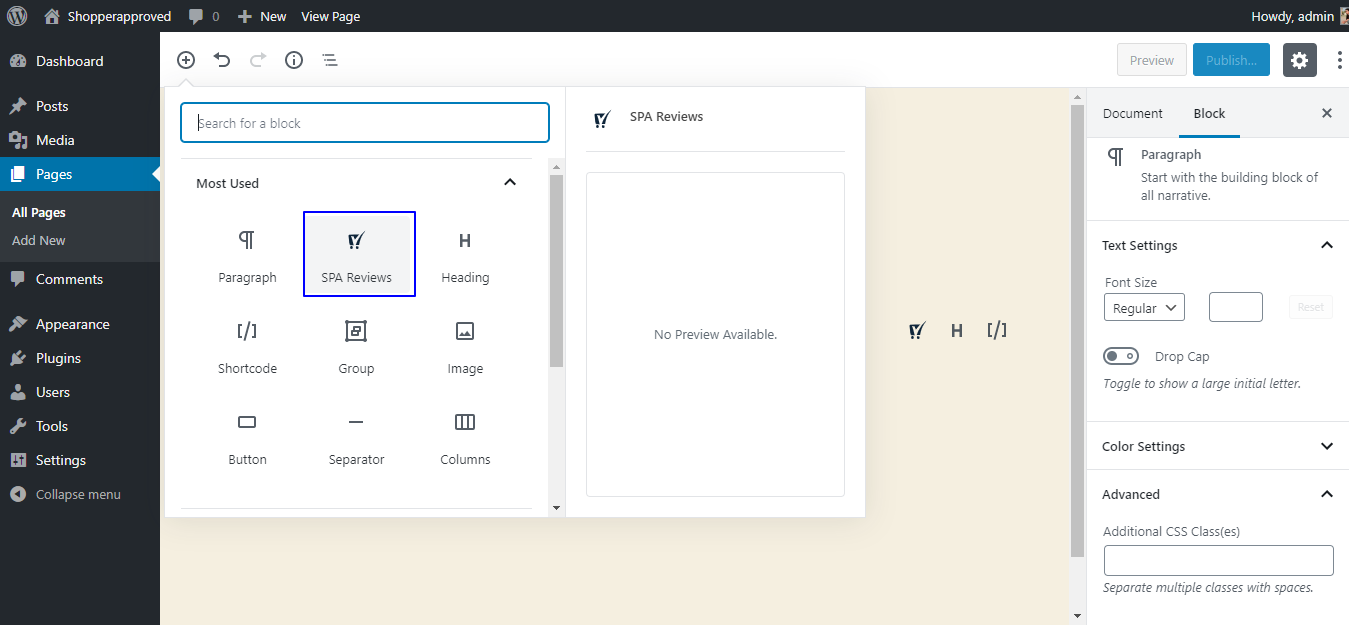 Shopperapproved
0
New
View Page
Howdy, admin
Dashboard
Posts
Media
Pages
All Pages
Add New
Comments
Appearance
Plugins
Users
Tools
Settings
Collapse menu
Preview
Publish...
Search for a block
Most Used
Paragraph
SPA Reviews
Heading
Shortcode
Group
Image
Button
Separator
Columns
SPA Reviews
No Preview Available.
Document
Block
Paragraph
Start with the building block of
all narrative.
Text Settings
Font Size
Regular
Reset
Drop Cap
Toggle to show a large initial letter.
Color Settings
Advanced
Additional CSS Class(es)
Separate multiple classes with spaces.